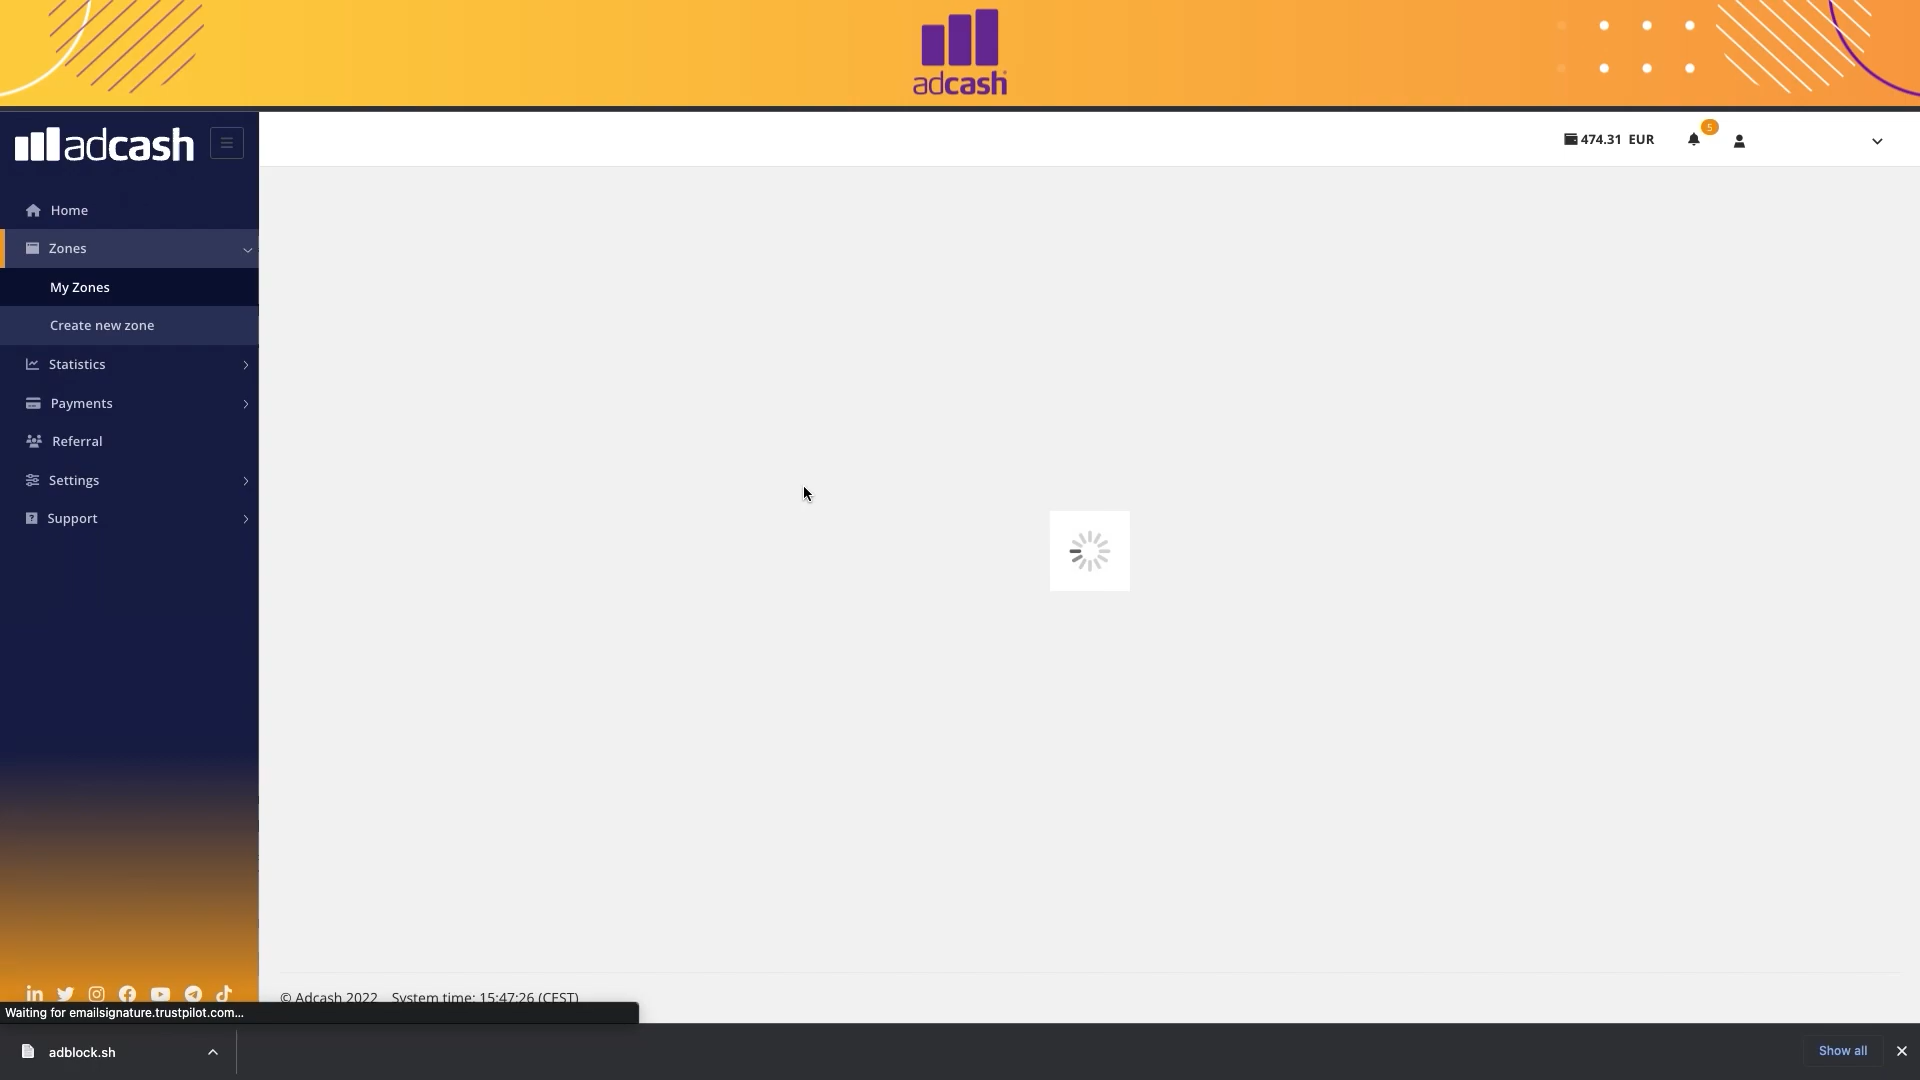 adcash
adcash
474.31 EUR
5
Home
Zones
My Zones
Create new zone
Statistics
Payments
Referral
Settings
Support
© Adcash 2022 System time: 15:47:26 (CEST)
Waiting for emailsignature.trustpilot.com...
adblock.sh
Show all